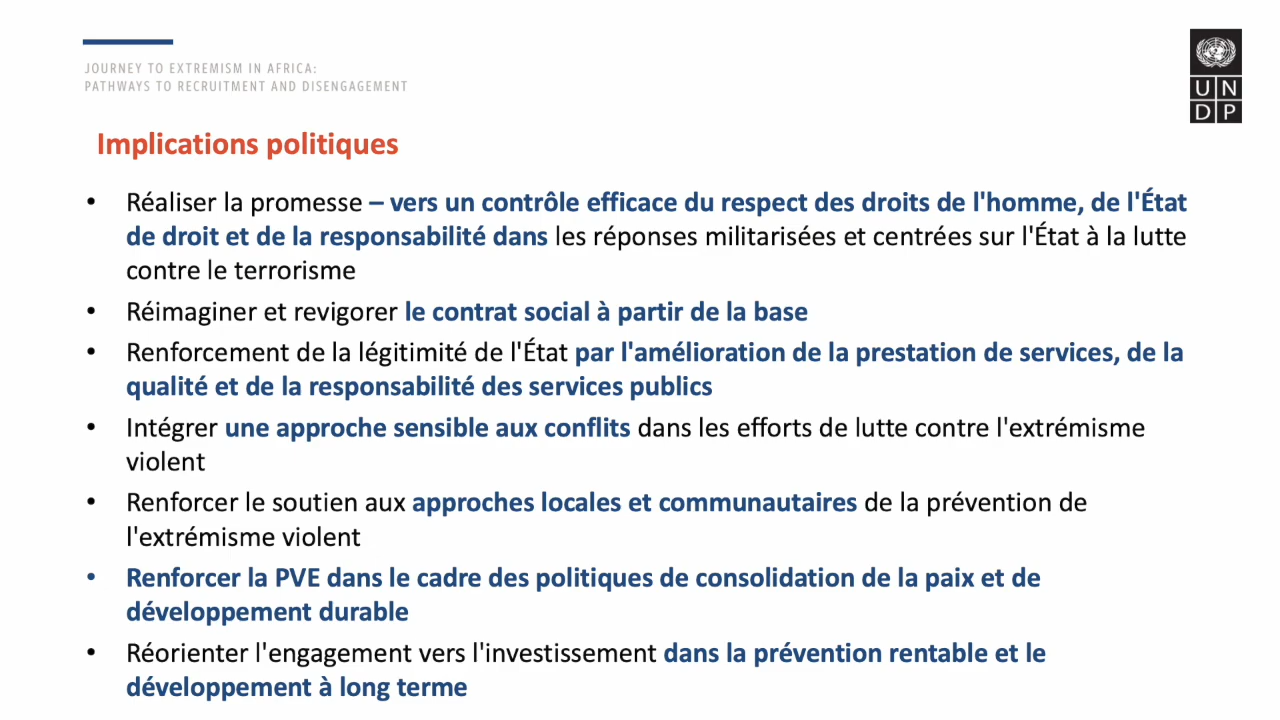 JOURNEY TO EXTREMISM IN AFRICA:
PATHWAYS TO RECRUITMENT AND DISENGAGEMENT
U N
D P
Implications politiques
• Réaliser la promesse – vers un contrôle efficace du respect des droits de l'homme, de l'État
de droit et de la responsabilité dans les réponses militarisées et centrées sur l'État à la lutte
contre le terrorisme
• Réimaginer et revigorer le contrat social à partir de la base
• Renforcement de la légitimité de l'État par l'amélioration de la prestation de services, de la
qualité et de la responsabilité des services publics
• Intégrer une approche sensible aux conflits dans les efforts de lutte contre l'extrémisme
violent
• Renforcer le soutien aux approches locales et communautaires de la prévention de
l'extrémisme violent
• Renforcer la PVE dans le cadre des politiques de consolidation de la paix et de
développement durable
• Réorienter l'engagement vers l'investissement dans la prévention rentable et le
développement à long terme